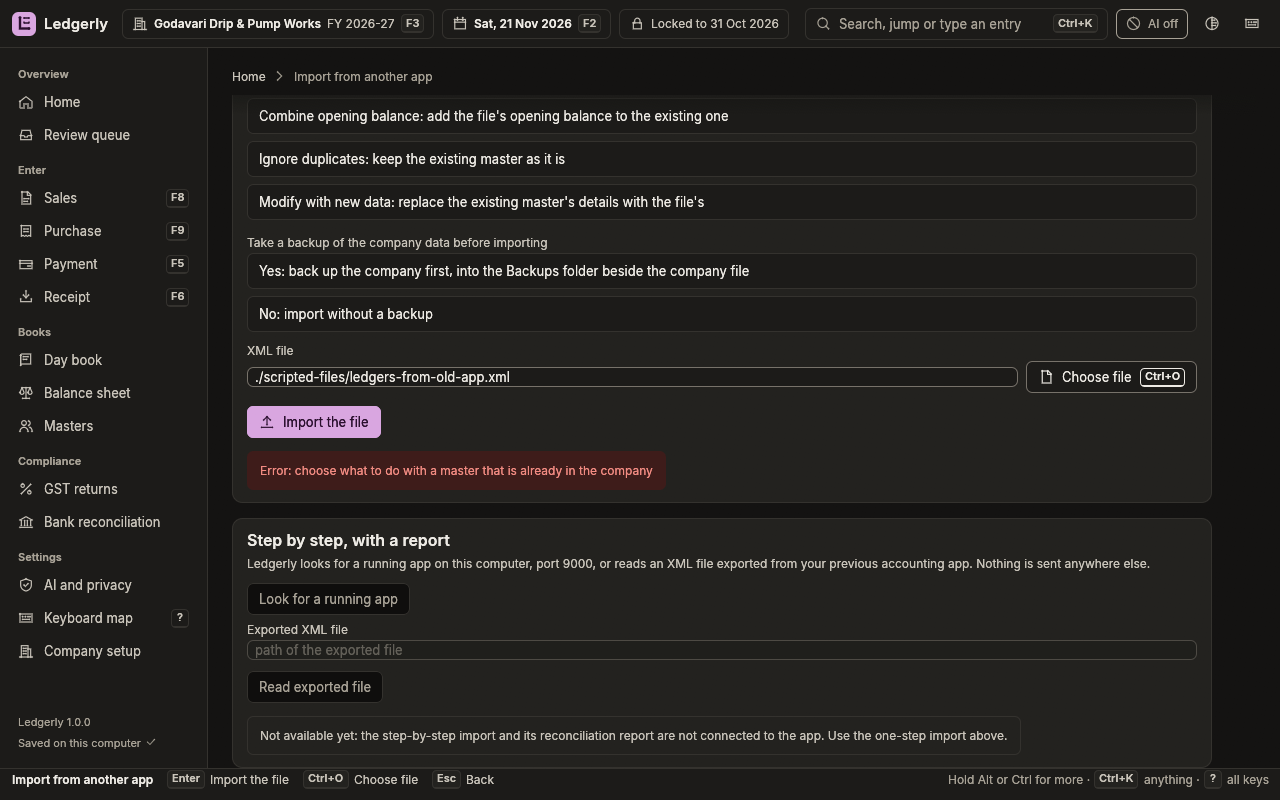 Ledgerly
Godavari Drip & Pump Works FY 2026-27 F3
Sat, 21 Nov 2026 F2
Locked to 31 Oct 2026
Search, jump or type an entry Ctrl+K
AI off
Overview
Home
Review queue
Enter
Sales F8
Purchase F9
Payment F5
Receipt F6
Books
Day book
Balance sheet
Masters
Compliance
GST returns
Bank reconciliation
Settings
AI and privacy
Keyboard map ?
Company setup
Ledgerly 1.0.0
Saved on this computer
Home Import from another app
Combine opening balance: add the file's opening balance to the existing one
Ignore duplicates: keep the existing master as it is
Modify with new data: replace the existing master's details with the file's
Take a backup of the company data before importing
Yes: back up the company first, into the Backups folder beside the company file
No: import without a backup
XML file
./scripted-files/ledgers-from-old-app.xml
Choose file Ctrl+O
Import the file
Error: choose what to do with a master that is already in the company
Step by step, with a report
Ledgerly looks for a running app on this computer, port 9000, or reads an XML file exported from your previous accounting app. Nothing is sent anywhere else.
Look for a running app
Exported XML file
path of the exported file
Read exported file
Not available yet: the step-by-step import and its reconciliation report are not connected to the app. Use the one-step import above.
Import from another app Enter Import the file Ctrl+O Choose file Esc Back
Hold Alt or Ctrl for more · Ctrl+K anything · ? all keys